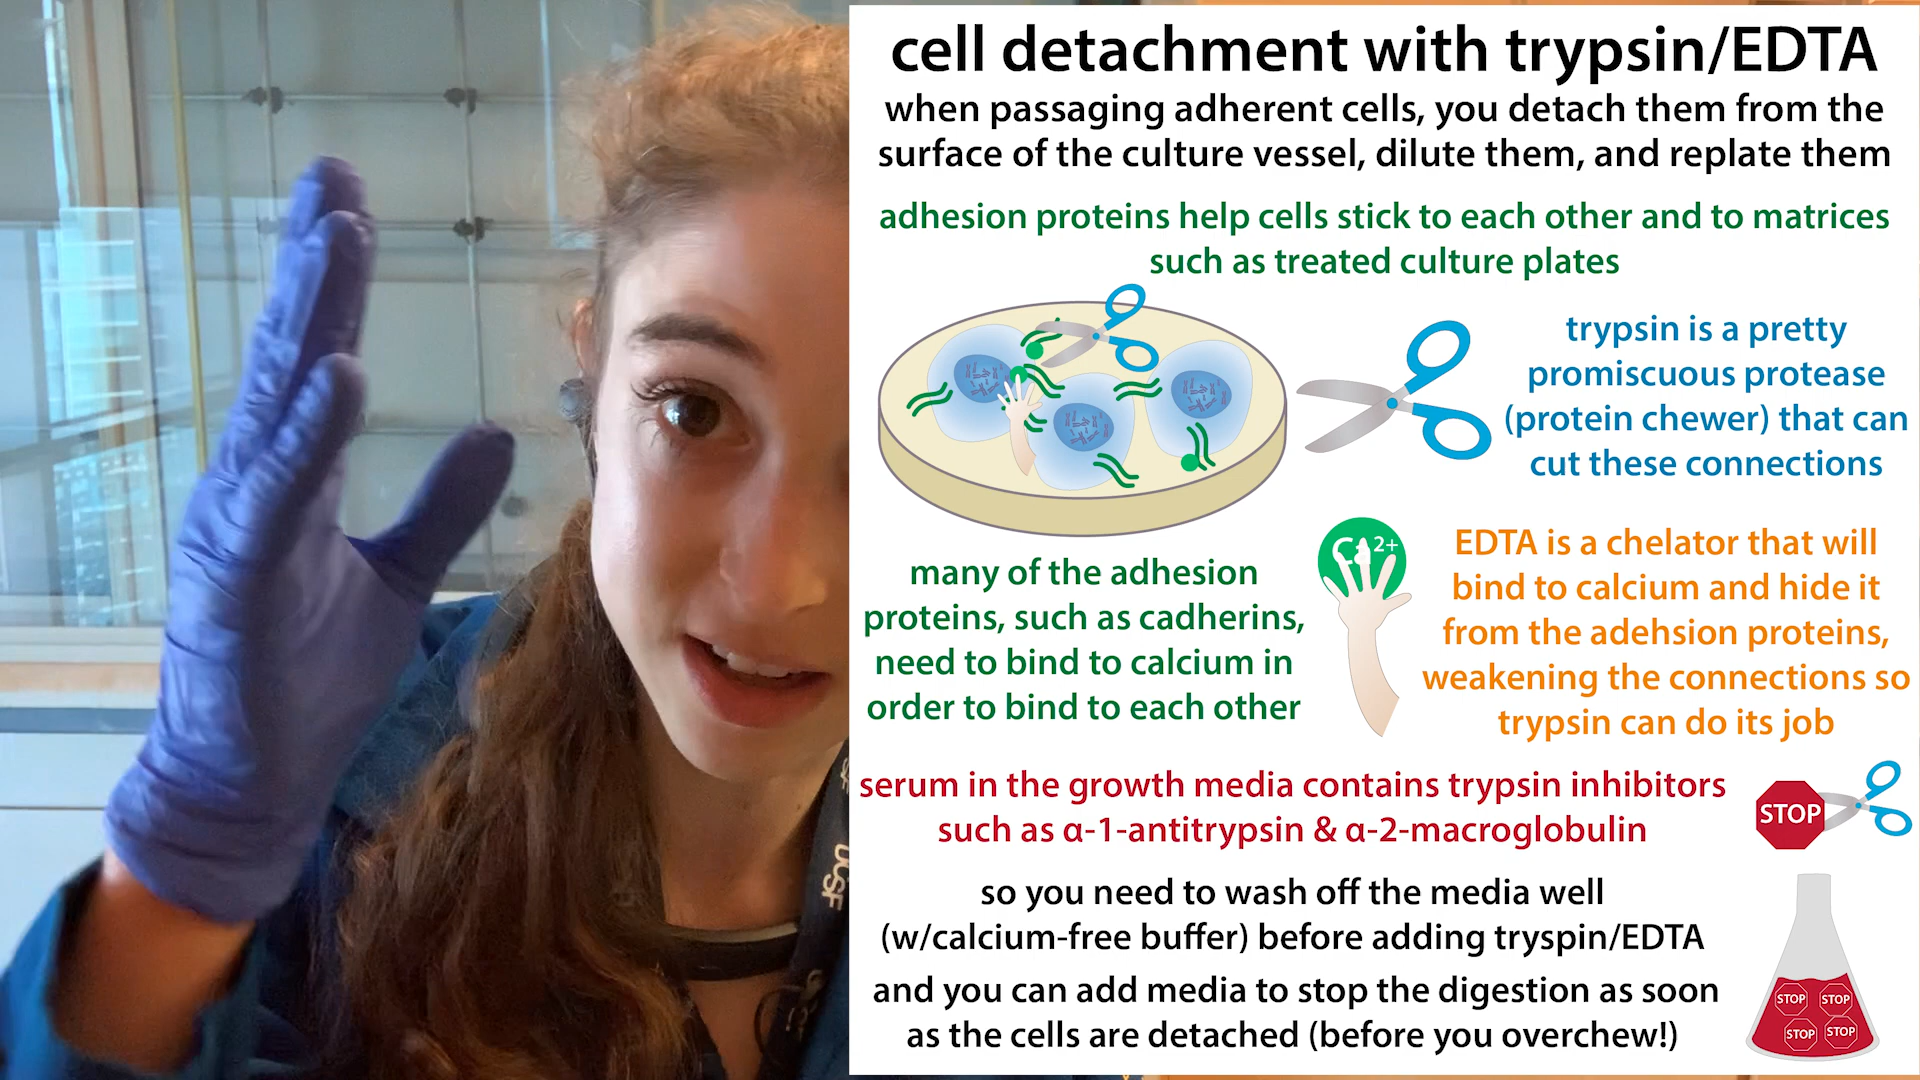 cell detachment with trypsin/EDTA
when passaging adherent cells, you detach them from the
surface of the culture vessel, dilute them, and replate them
adhesion proteins help cells stick to each other and to matrices
such as treated culture plates
trypsin is a pretty
promiscuous protease
(protein chewer) that can
cut these connections
many of the adhesion
proteins, such as cadherins,
need to bind to calcium in
order to bind to each other
Ca2+
EDTA is a chelator that will
bind to calcium and hide it
from the adehsion proteins,
weakening the connections so
trypsin can do its job
serum in the growth media contains trypsin inhibitors
such as α-1-antitrypsin & α-2-macroglobulin
STOP
so you need to wash off the media well
(w/calcium-free buffer) before adding tryspin/EDTA
and you can add media to stop the digestion as soon
as the cells are detached (before you overchew!)
STOP STOP
STOP STOP
UCSF